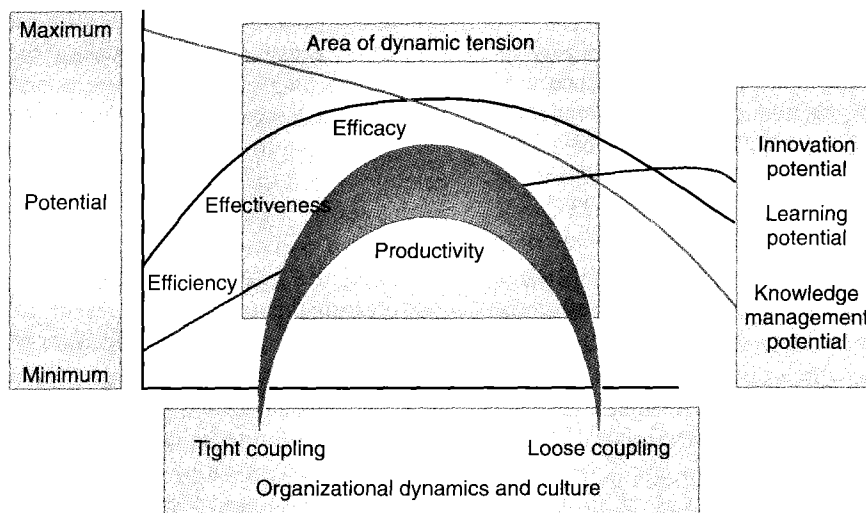 Maximum
Area of dynamic tension
Efficacy
Innovation
potential
Potential
Effectiveness
Learning
potential
Productivity
Efficiency
Knowledge
management
potential
Minimum
Tight coupling
Loose coupling
Organizational dynamics and culture